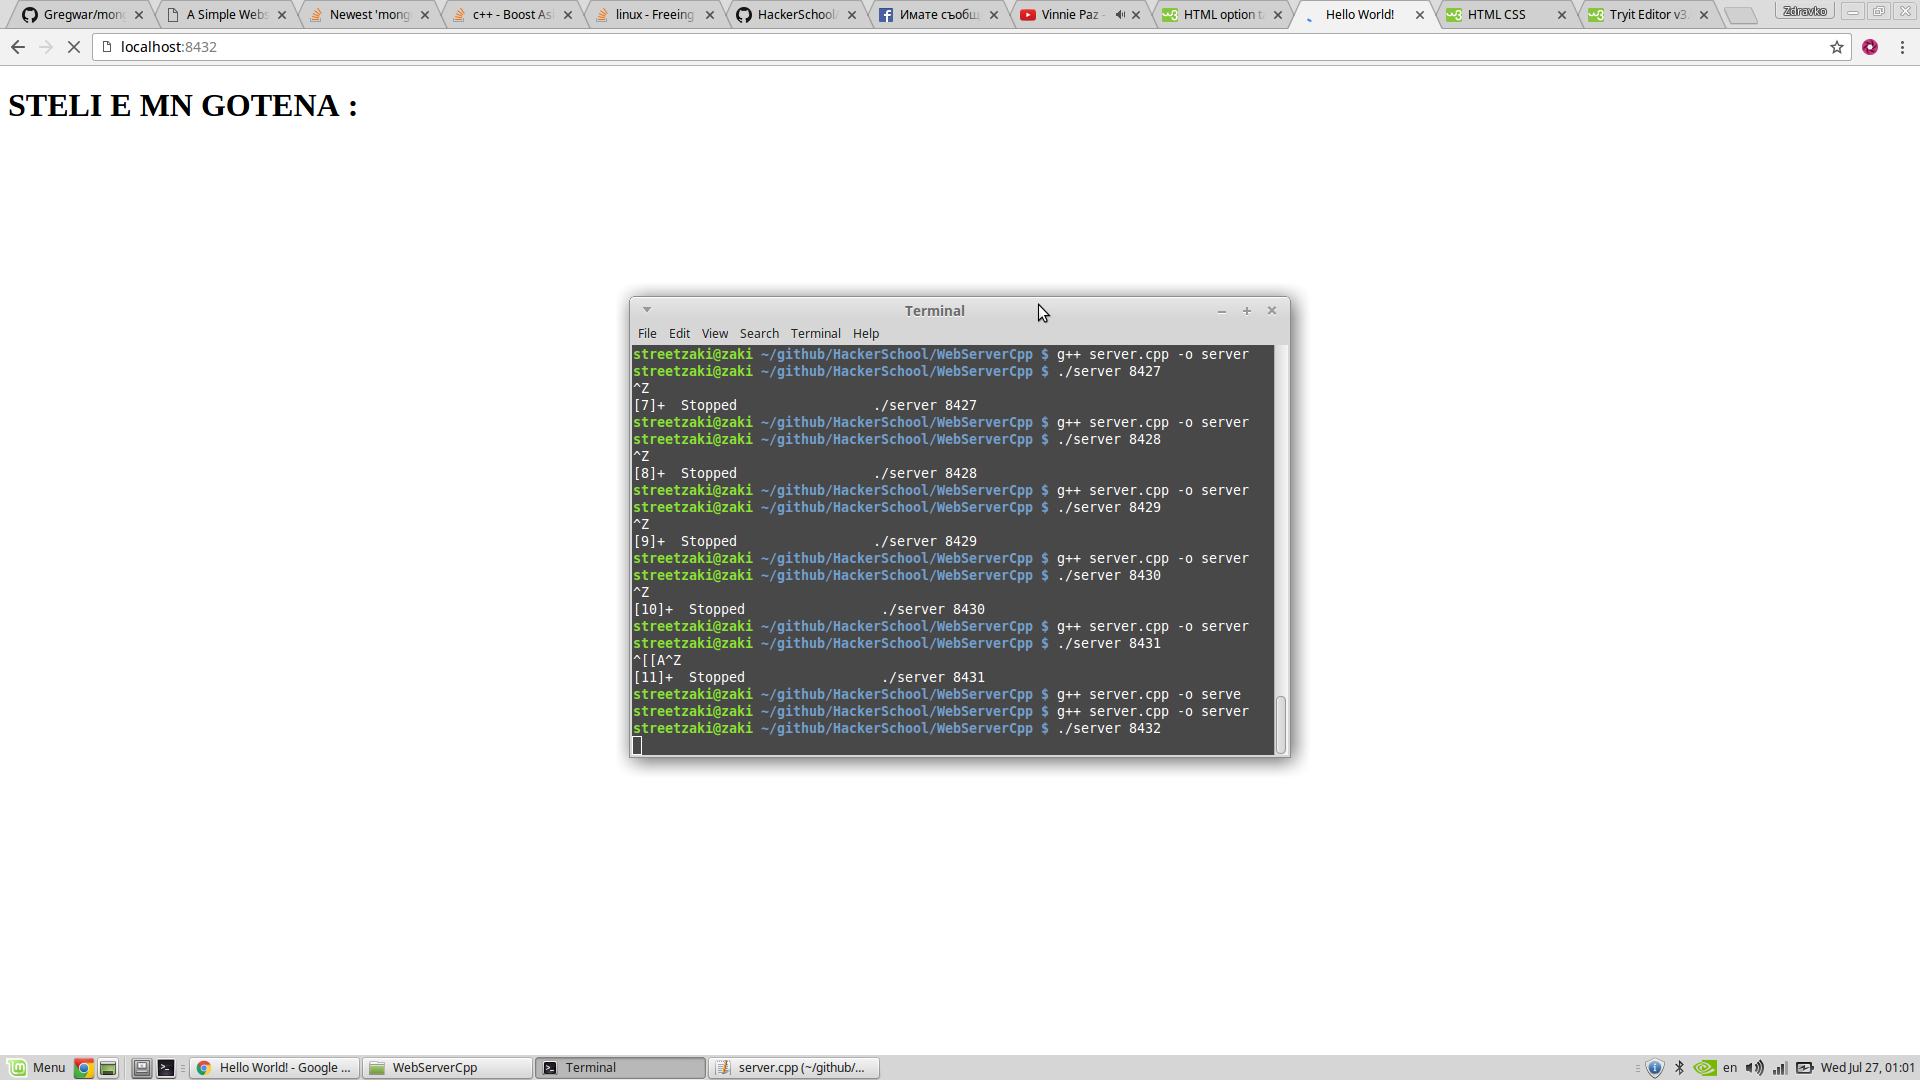 Gregwar/mon
A Simple Webs
Newest 'mong
c++ - Boost Asi
linux - Freeing
HackerSchool/
Имате съобщ
Vinnie Paz -
HTML option ta
Hello World!
HTML CSS
Tryit Editor v3.
Zdravko
localhost:8432
STELI E MN GOTENA :
Terminal
File Edit View Search Terminal Help
streetzaki@zaki ~/github/HackerSchool/WebServerCpp $ g++ server.cpp -o server
streetzaki@zaki ~/github/HackerSchool/WebServerCpp $ ./server 8427
^Z
[7]+  Stopped                 ./server 8427
streetzaki@zaki ~/github/HackerSchool/WebServerCpp $ g++ server.cpp -o server
streetzaki@zaki ~/github/HackerSchool/WebServerCpp $ ./server 8428
^Z
[8]+  Stopped                 ./server 8428
streetzaki@zaki ~/github/HackerSchool/WebServerCpp $ g++ server.cpp -o server
streetzaki@zaki ~/github/HackerSchool/WebServerCpp $ ./server 8429
^Z
[9]+  Stopped                 ./server 8429
streetzaki@zaki ~/github/HackerSchool/WebServerCpp $ g++ server.cpp -o server
streetzaki@zaki ~/github/HackerSchool/WebServerCpp $ ./server 8430
^Z
[10]+  Stopped                 ./server 8430
streetzaki@zaki ~/github/HackerSchool/WebServerCpp $ g++ server.cpp -o server
streetzaki@zaki ~/github/HackerSchool/WebServerCpp $ ./server 8431
^[[A^Z
[11]+  Stopped                 ./server 8431
streetzaki@zaki ~/github/HackerSchool/WebServerCpp $ g++ server.cpp -o serve
streetzaki@zaki ~/github/HackerSchool/WebServerCpp $ g++ server.cpp -o server
streetzaki@zaki ~/github/HackerSchool/WebServerCpp $ ./server 8432
Menu
Hello World! - Google ...
WebServerCpp
Terminal
server.cpp (~/github/...
en
Wed Jul 27, 01:01